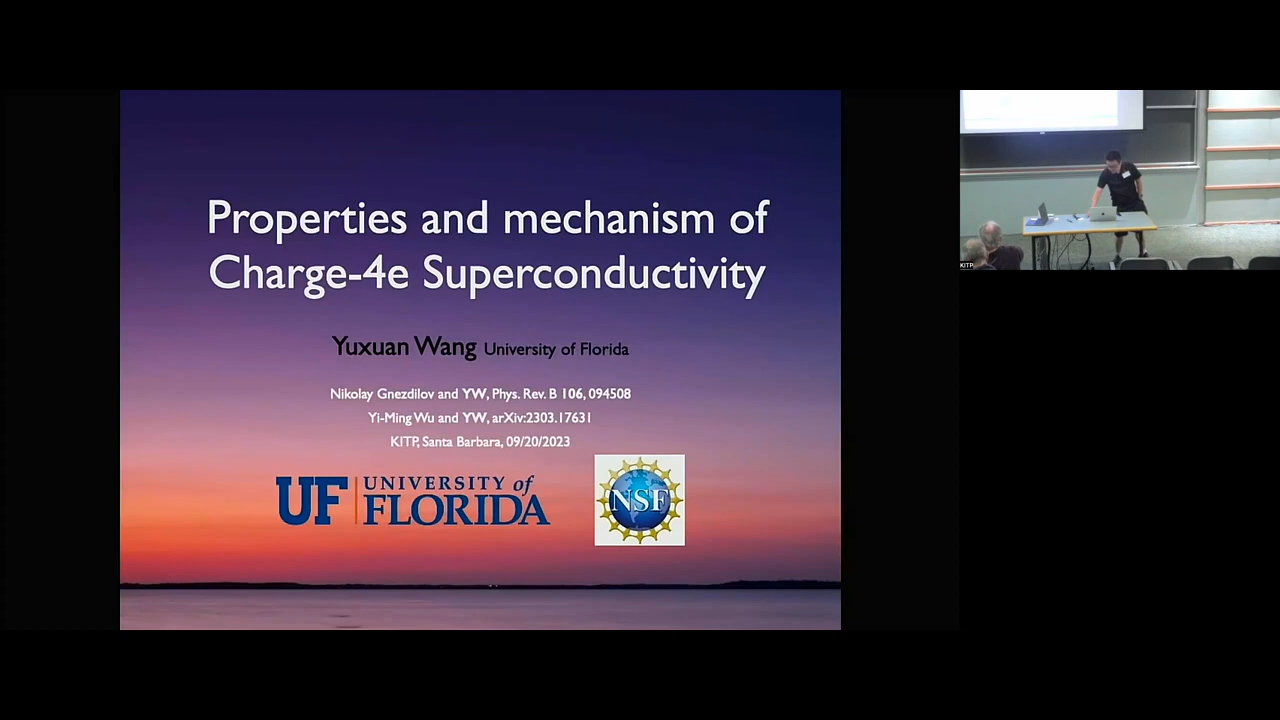 Properties and mechanism of
Charge-4e Superconductivity
Yuxuan Wang University of Florida
Nikolay Gnezdilov and YW, Phys. Rev. B 106, 094508
Yi-Ming Wu and YW, arXiv:2303.17631
KITP, Santa Barbara, 09/20/2023
UF UNIVERSITY of
FLORIDA
NSF
KITP